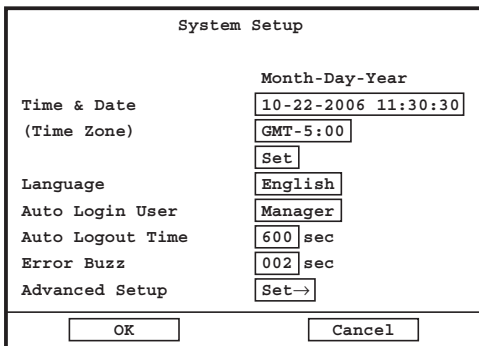 System Setup
Month-Day-Year
Time & Date 10-22-2006 11:30:30
(Time Zone) GMT-5:00
Set
Language English
Auto Login User Manager
Auto Logout Time 600 sec
Error Buzz 002 sec
Advanced Setup Set→
OK Cancel